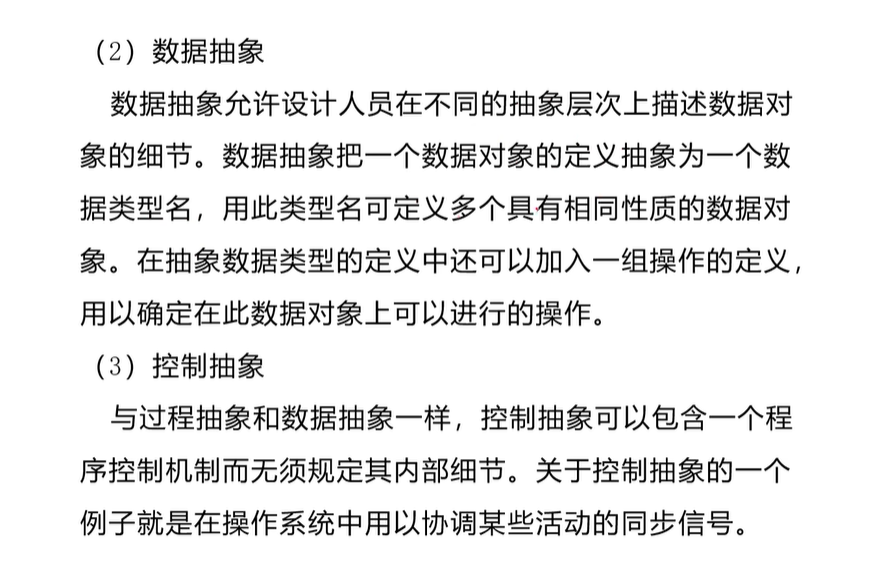 （2）数据抽象
数据抽象允许设计人员在不同的抽象层次上描述数据对
象的细节。数据抽象把一个数据对象的定义抽象为一个数
据类型名，用此类型名可定义多个具有相同性质的数据对
象。在抽象数据类型的定义中还可以加入一组操作的定义，
用以确定在此数据对象上可以进行的操作。
（3）控制抽象
与过程抽象和数据抽象一样，控制抽象可以包含一个程
序控制机制而无须规定其内部细节。关于控制抽象的一个
例子就是在操作系统中用以协调某些活动的同步信号。